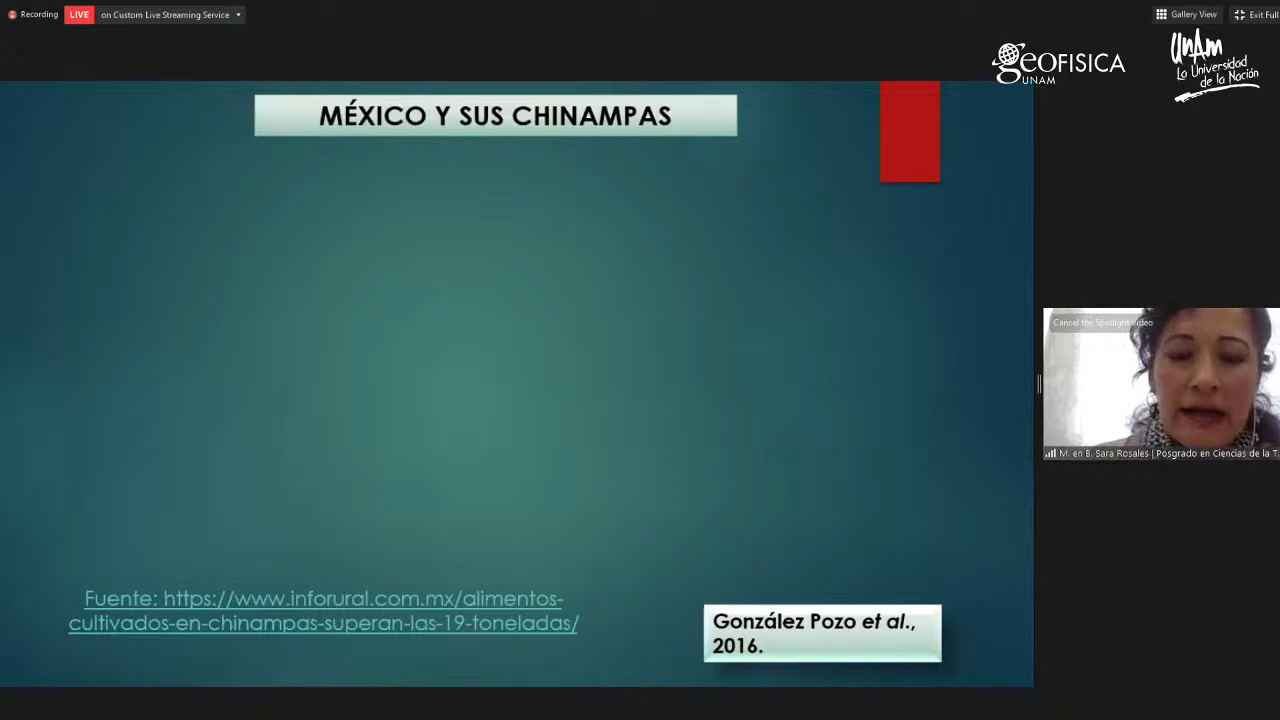 Recording
LIVE
on Custom Live Streaming Service
Gallery View
Exit Full
GEOFISICA
UNAM
UnAm
La Universidad
de la Nación
MÉXICO Y SUS CHINAMPAS
Cancel the Spotlight Video
M. en B. Sara Rosales | Posgrado en Ciencias de la T.
Fuente: https://www.inforural.com.mx/alimentos-
cultivados-en-chinampas-superan-las-19-toneladas/
González Pozo et al.,
2016.